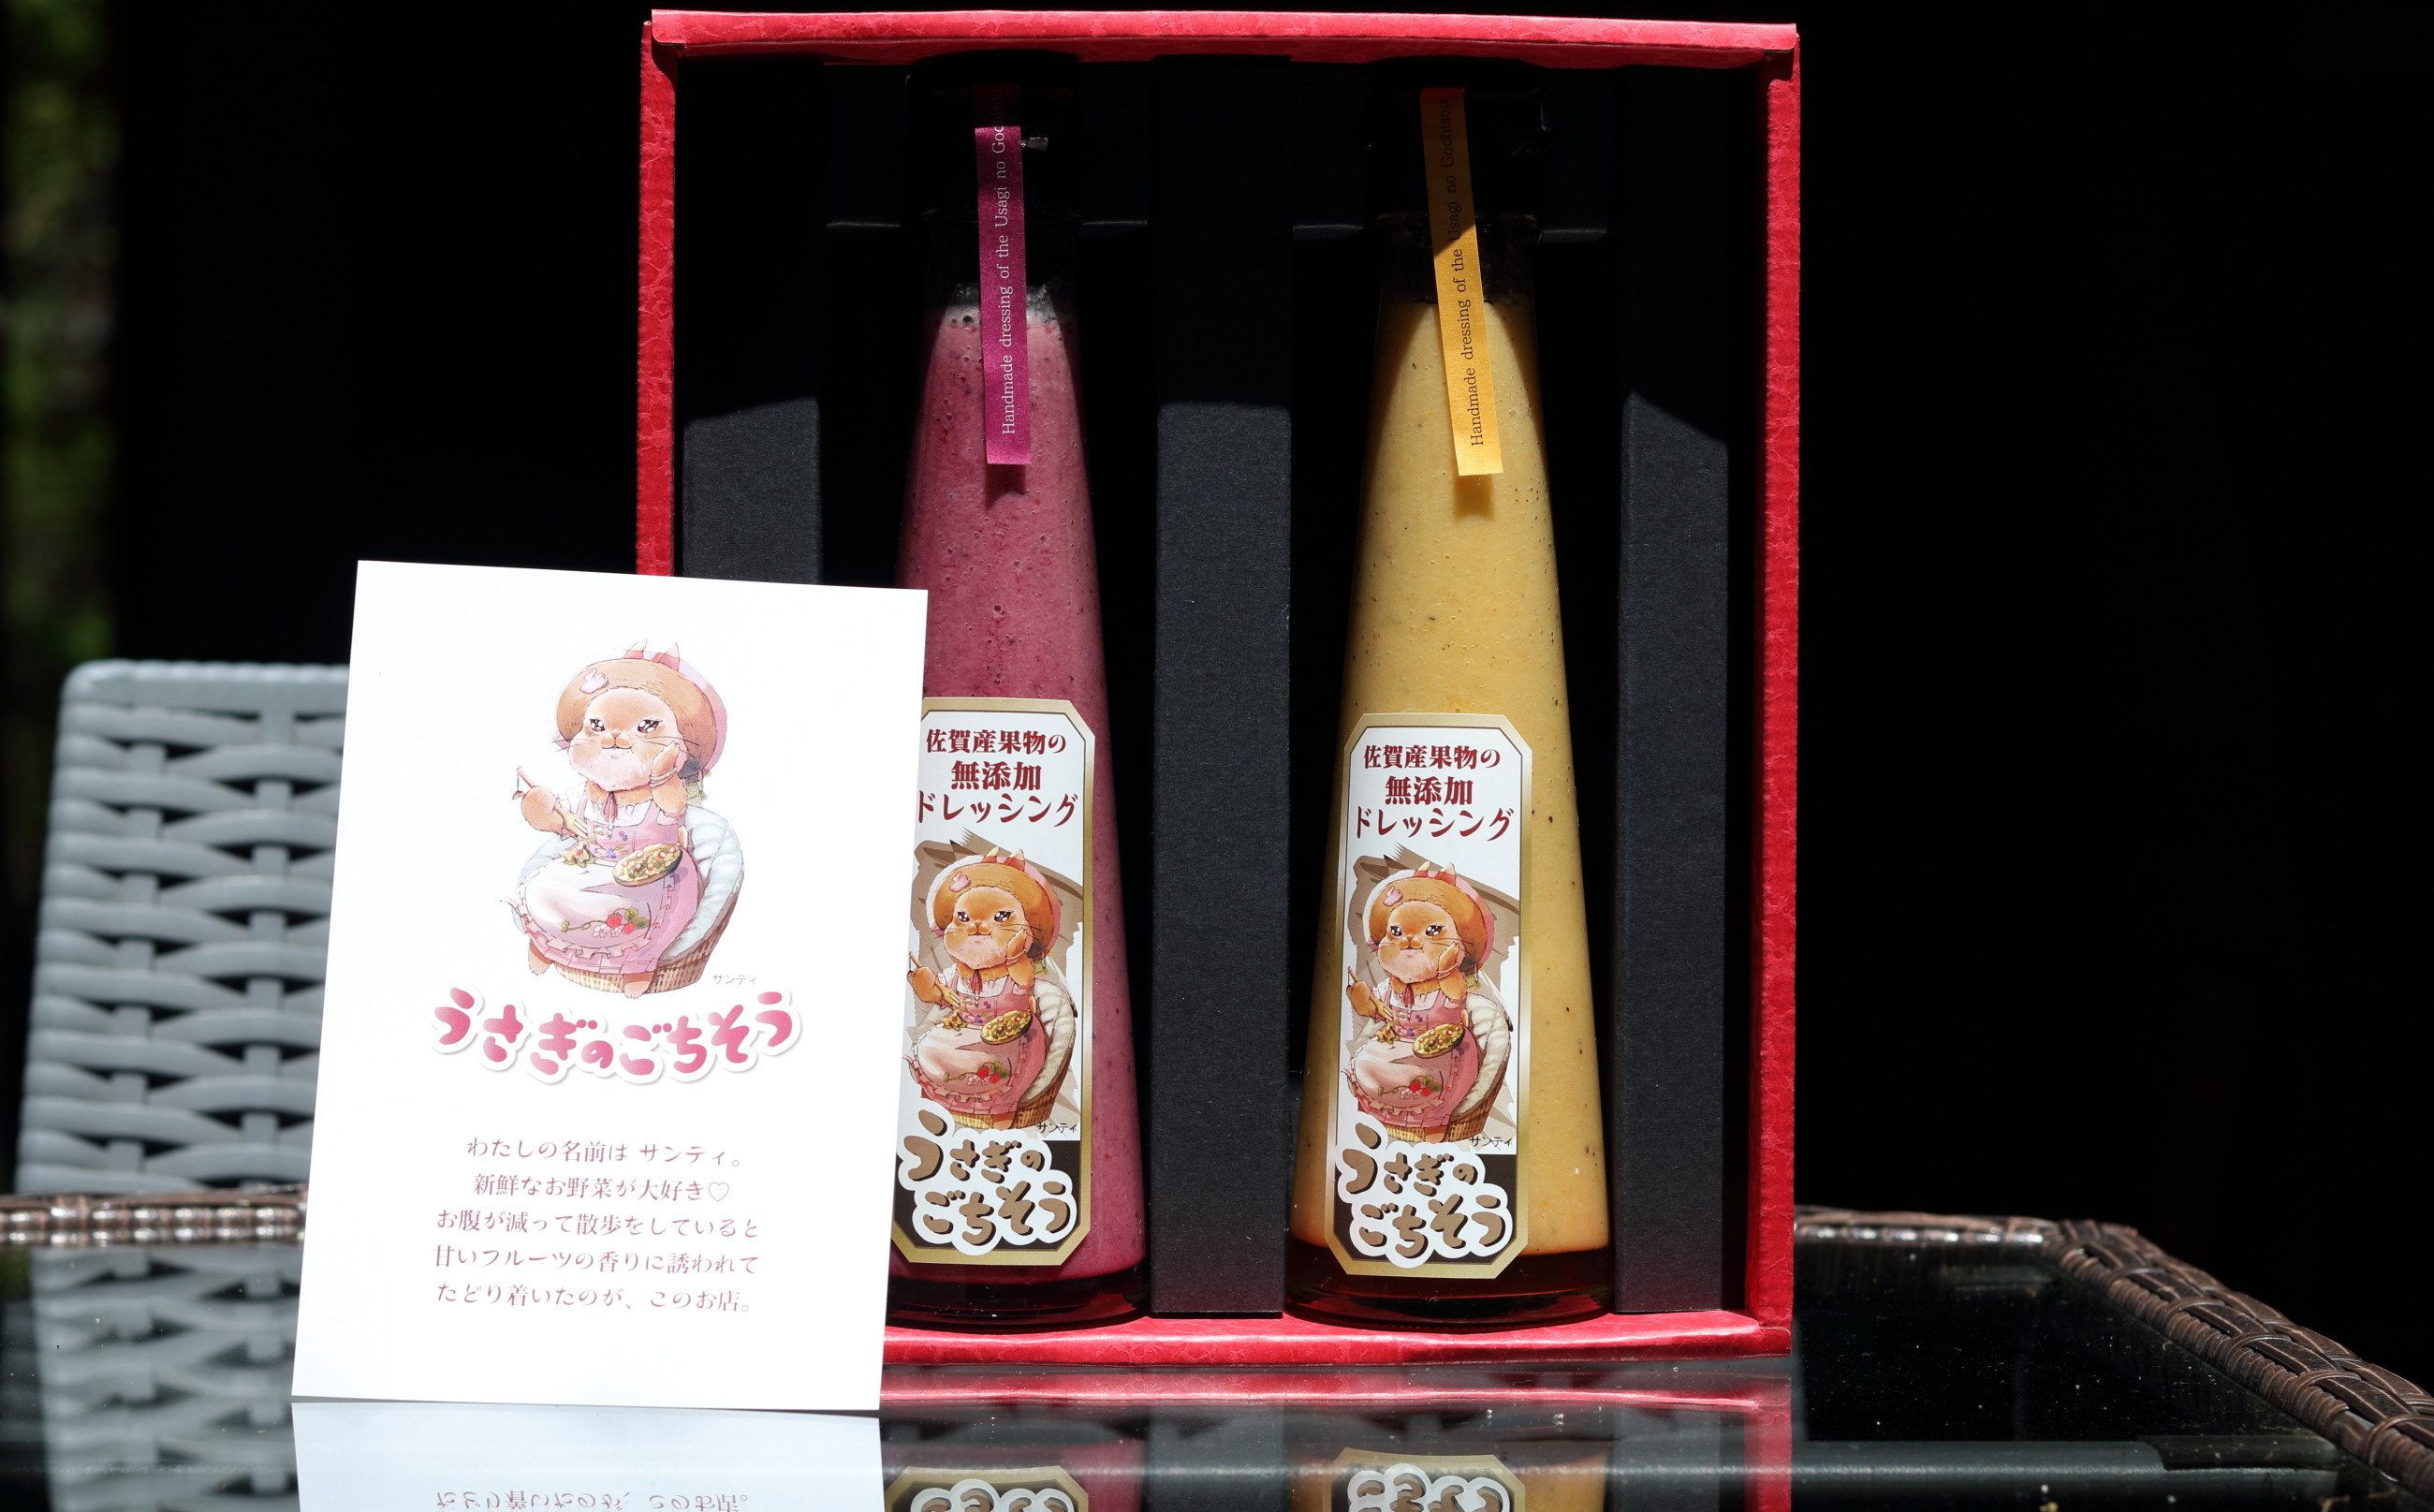 サンティ
うさぎのごちそう
わたしの名前は サンティ。
新鮮なお野菜が大好き♡
お腹が減って散歩をしていると
甘いフルーツの香りに誘われて
たどり着いたのが、このお店。
Handmade dressing of the Usagi no
佐賀産果物の
無添加
ドレッシング
サンティ
うさぎの
ごちそう
Handmade dressing of the Usagi no Gochisou
佐賀産果物の
無添加
ドレッシング
サンティ
うさぎの
ごちそう